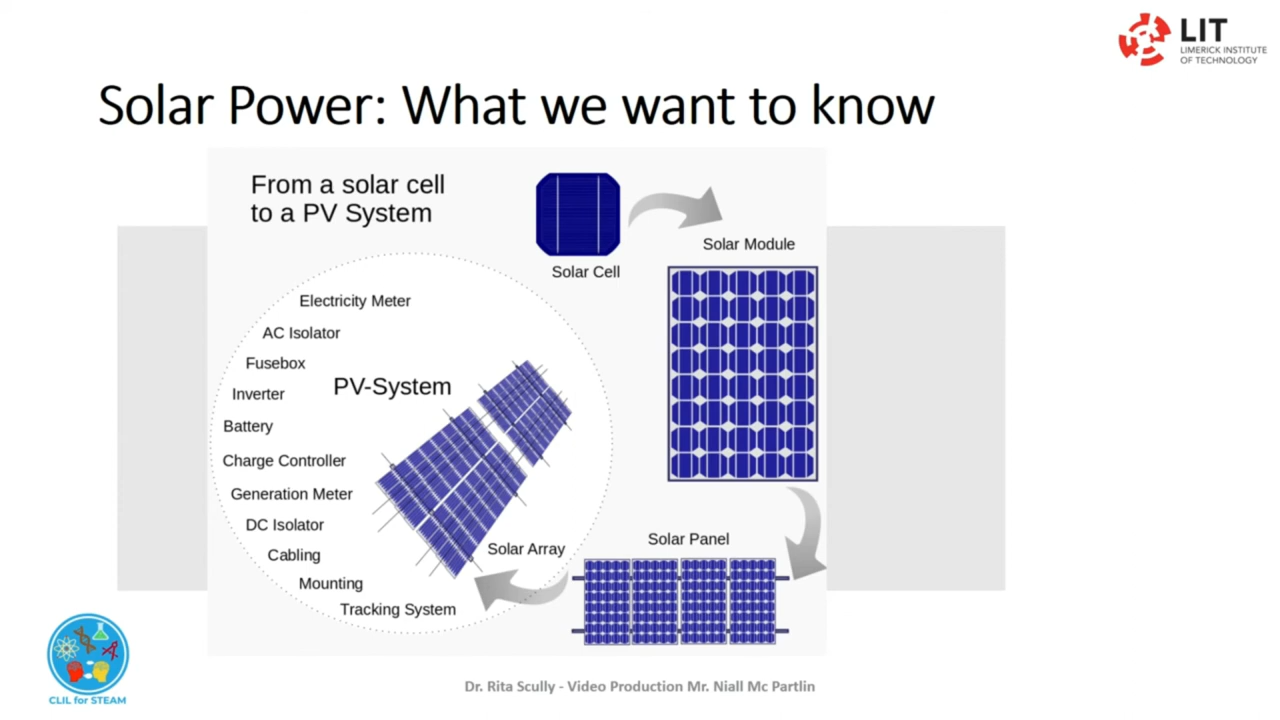 LIT
LIMERICK INSTITUTE
OF TECHNOLOGY
Solar Power: What we want to know
From a solar cell
to a PV System
Solar Cell
Solar Module
Electricity Meter
AC Isolator
Fusebox
Inverter
PV-System
Battery
Charge Controller
Generation Meter
DC Isolator
Cabling
Mounting
Tracking System
Solar Array
Solar Panel
CLIL for STEAM
Dr. Rita Scully - Video Production Mr. Niall Mc Partlin